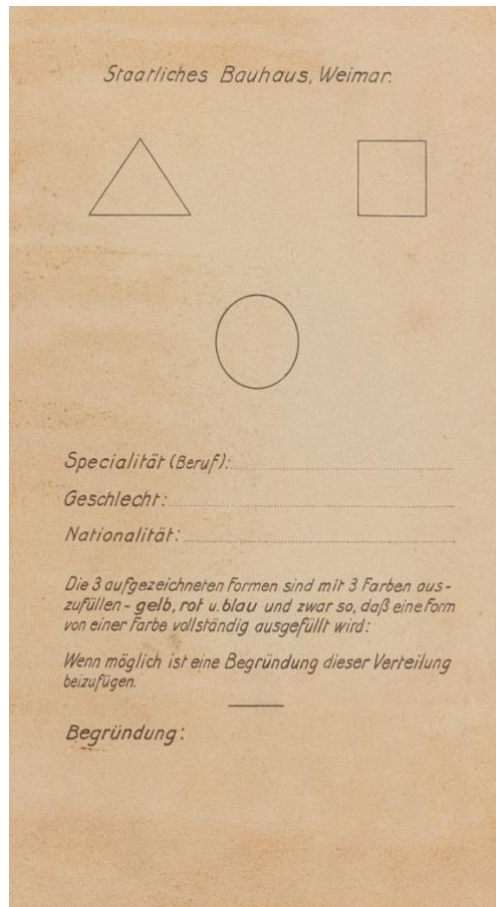 Staatliches Bauhaus, Weimar.
Specialität (Beruf):
Geschlecht:
Nationalität:
Die 3 aufgezeichneten Formen sind mit 3 Farben aus-
zufüllen - gelb, rot u. blau und zwar so, daß eine Form
von einer Farbe vollständig ausgefüllt wird:
Wenn möglich ist eine Begründung dieser Verteilung
beizufügen.
Begründung: